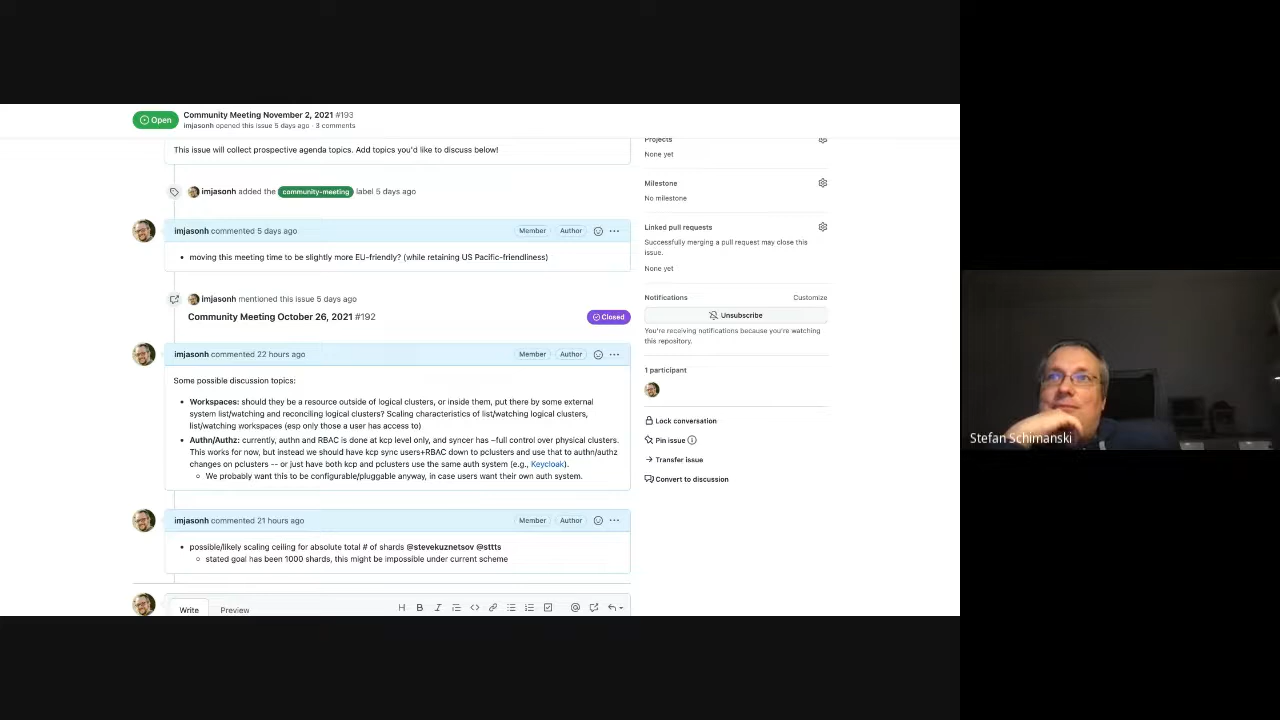 Open
Community Meeting November 2, 2021 #193
imjasonh opened this issue 5 days ago · 3 comments
This issue will collect prospective agenda topics. Add topics you'd like to discuss below!
imjasonh added the community-meeting label 5 days ago
imjasonh commented 5 days ago
Member
Author
moving this meeting time to be slightly more EU-friendly? (while retaining US Pacific-friendliness)
imjasonh mentioned this issue 5 days ago
Community Meeting October 26, 2021 #192
Closed
imjasonh commented 22 hours ago
Member
Author
Some possible discussion topics:
Workspaces: should they be a resource outside of logical clusters, or inside them, put there by some external
system list/watching and reconciling logical clusters? Scaling characteristics of list/watching logical clusters,
list/watching workspaces (esp only those a user has access to)
Authn/Authz: currently, authn and RBAC is done at kcp level only, and syncer has ~full control over physical clusters.
This works for now, but instead we should have kcp sync users+RBAC down to pclusters and use that to authn/authz
changes on pclusters -- or just have both kcp and pclusters use the same auth system (e.g., Keycloak).
We probably want this to be configurable/pluggable anyway, in case users want their own auth system.
imjasonh commented 21 hours ago
Member
Author
possible/likely scaling ceiling for absolute total # of shards @stevekuznetsov @sttts
stated goal has been 1000 shards, this might be impossible under current scheme
Write
Preview
Projects
None yet
Milestone
No milestone
Linked pull requests
Successfully merging a pull request may close this
issue.
None yet
Notifications
Customize
Unsubscribe
You're receiving notifications because you're watching
this repository.
1 participant
Lock conversation
Pin issue
Transfer issue
Convert to discussion
Stefan Schimanski